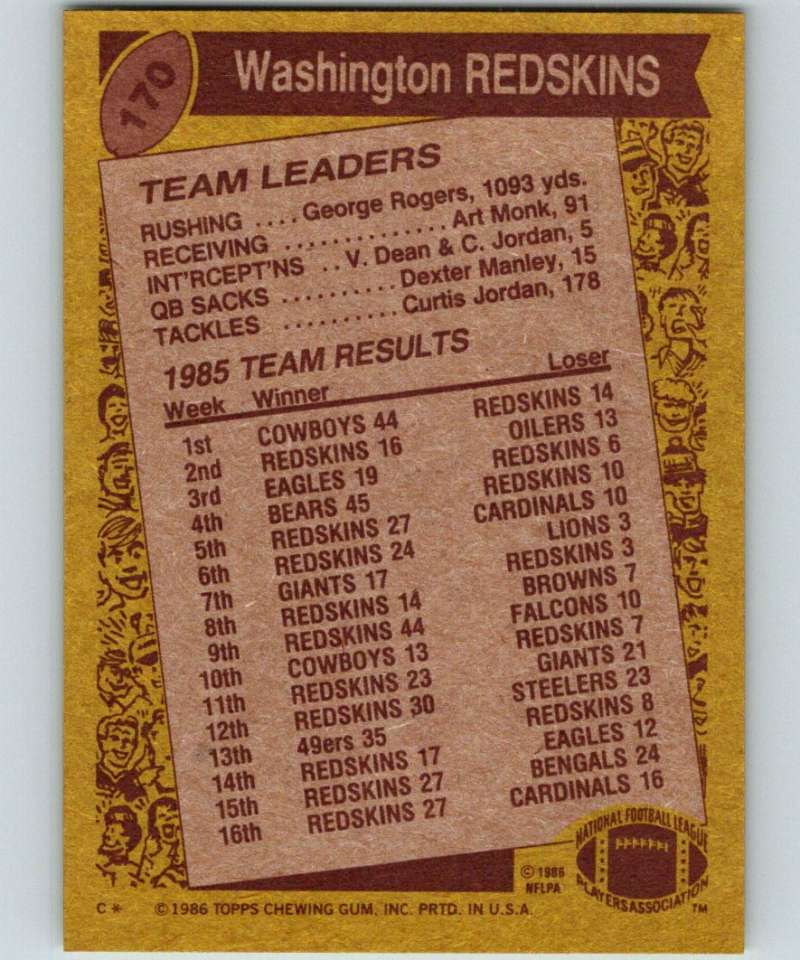 170
Washington REDSKINS
TEAM LEADERS
RUSHING .... George Rogers, 1093 yds.
RECEIVING ............... Art Monk, 91
INT'RCEPT'NS .. V. Dean & C. Jordan, 5
QB SACKS .......... Dexter Manley, 15
TACKLES .......... Curtis Jordan, 178
1985 TEAM RESULTS
Week Winner Loser
1st COWBOYS 44 REDSKINS 14
2nd REDSKINS 16 OILERS 13
3rd EAGLES 19 REDSKINS 6
4th BEARS 45 REDSKINS 10
5th REDSKINS 27 CARDINALS 10
6th REDSKINS 24 LIONS 3
7th GIANTS 17 REDSKINS 3
8th REDSKINS 14 BROWNS 7
9th REDSKINS 44 FALCONS 10
10th COWBOYS 13 REDSKINS 7
11th REDSKINS 23 GIANTS 21
12th REDSKINS 30 STEELERS 23
13th 49ers 35 REDSKINS 8
14th REDSKINS 17 EAGLES 12
15th REDSKINS 27 BENGALS 24
16th REDSKINS 27 CARDINALS 16
NATIONAL FOOTBALL LEAGUE
PLAYERS ASSOCIATION
TM
© 1986
NFLPA
C * © 1986 TOPPS CHEWING GUM, INC. PRTD. IN U.S.A.